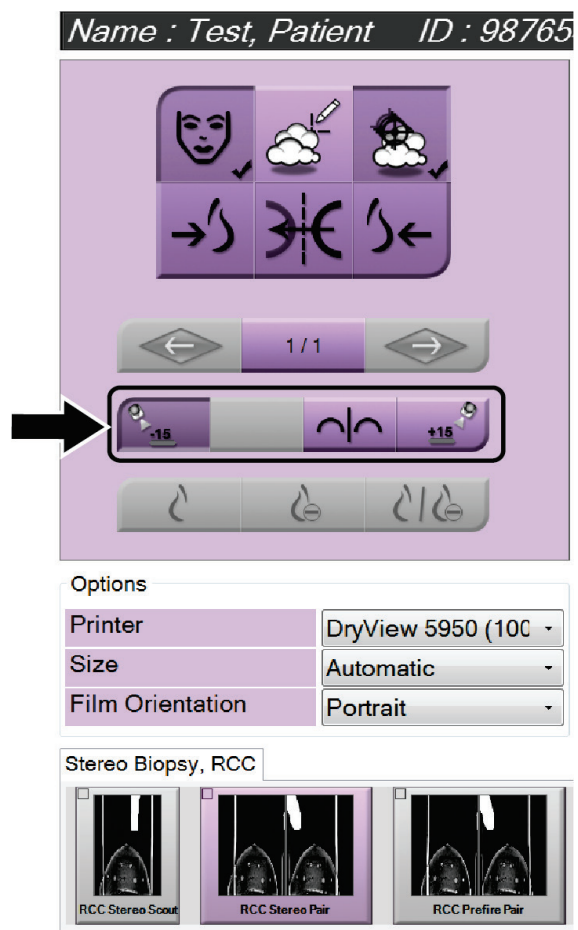 Name : Test, Patient ID : 98765
1 / 1
-15 +15
Options
Printer DryView 5950 (100
Size Automatic
Film Orientation Portrait
Stereo Biopsy, RCC
RCC Stereo Scout RCC Stereo Pair RCC Prefire Pair